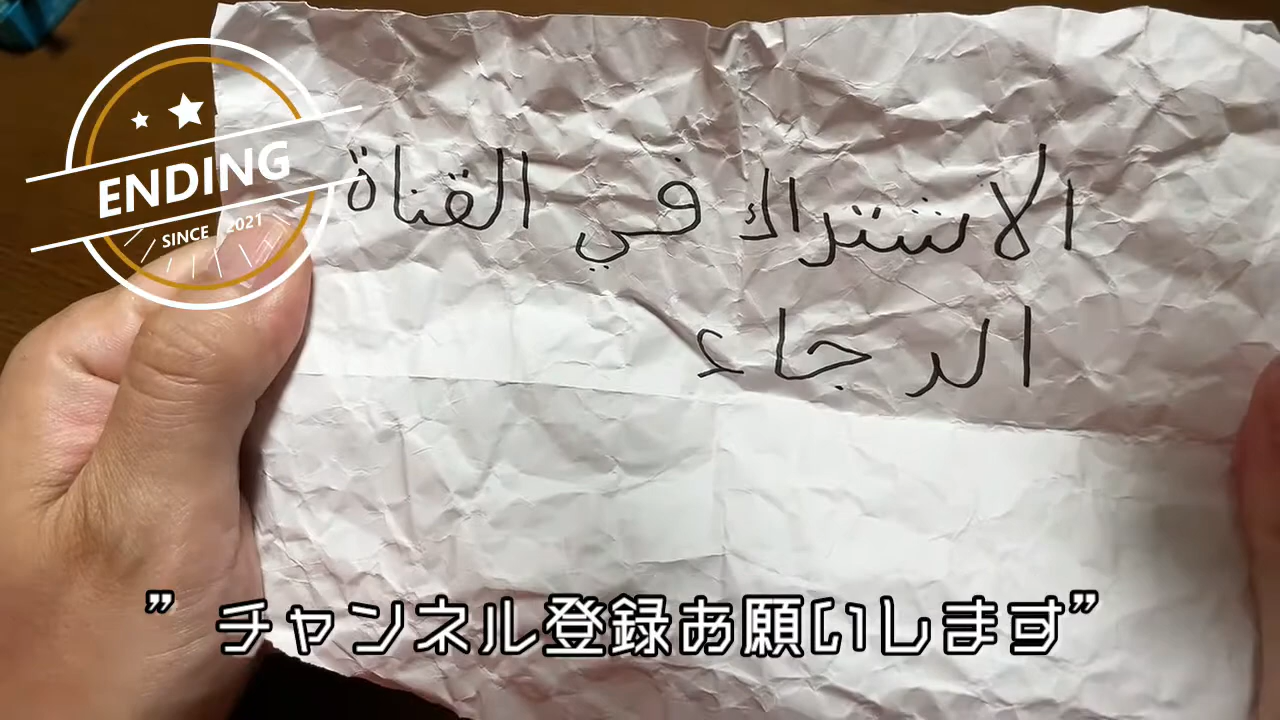 ENDING
SINCE 2021
الاشتراك في القناة
الرجاء
” チャンネル登録お願いします”